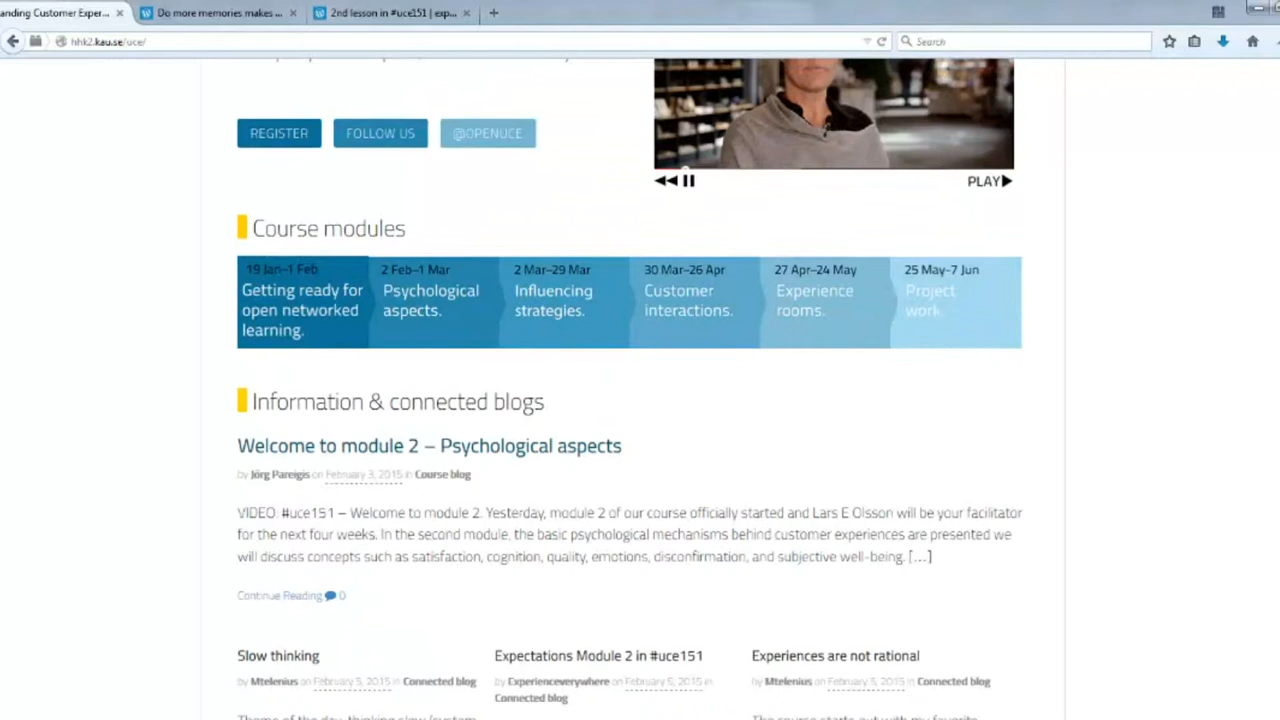 anding Customer Exper...
Do more memories makes ...
2nd lesson in #uce151 | exp...
hhk2.kau.se/uce/
Search
REGISTER
FOLLOW US
@OPENUCE
PLAY
Course modules
19 Jan–1 Feb
Getting ready for
open networked
learning.
2 Feb–1 Mar
Psychological
aspects.
2 Mar–29 Mar
Influencing
strategies.
30 Mar–26 Apr
Customer
interactions.
27 Apr–24 May
Experience
rooms.
25 May-7 Jun
Project
work.
Information & connected blogs
Welcome to module 2 – Psychological aspects
by Jörg Pareigis on February 3, 2015 in Course blog
VIDEO: #uce151 – Welcome to module 2. Yesterday, module 2 of our course officially started and Lars E Olsson will be your facilitator
for the next four weeks. In the second module, the basic psychological mechanisms behind customer experiences are presented we
will discuss concepts such as satisfaction, cognition, quality, emotions, disconfirmation, and subjective well-being. [...]
Continue Reading 0
Slow thinking
by Mtelenius on February 5, 2015 in Connected blog
Expectations Module 2 in #uce151
by Experienceverywhere on February 5, 2015 in
Connected blog
Experiences are not rational
by Mtelenius on February 5, 2015 in Connected blog